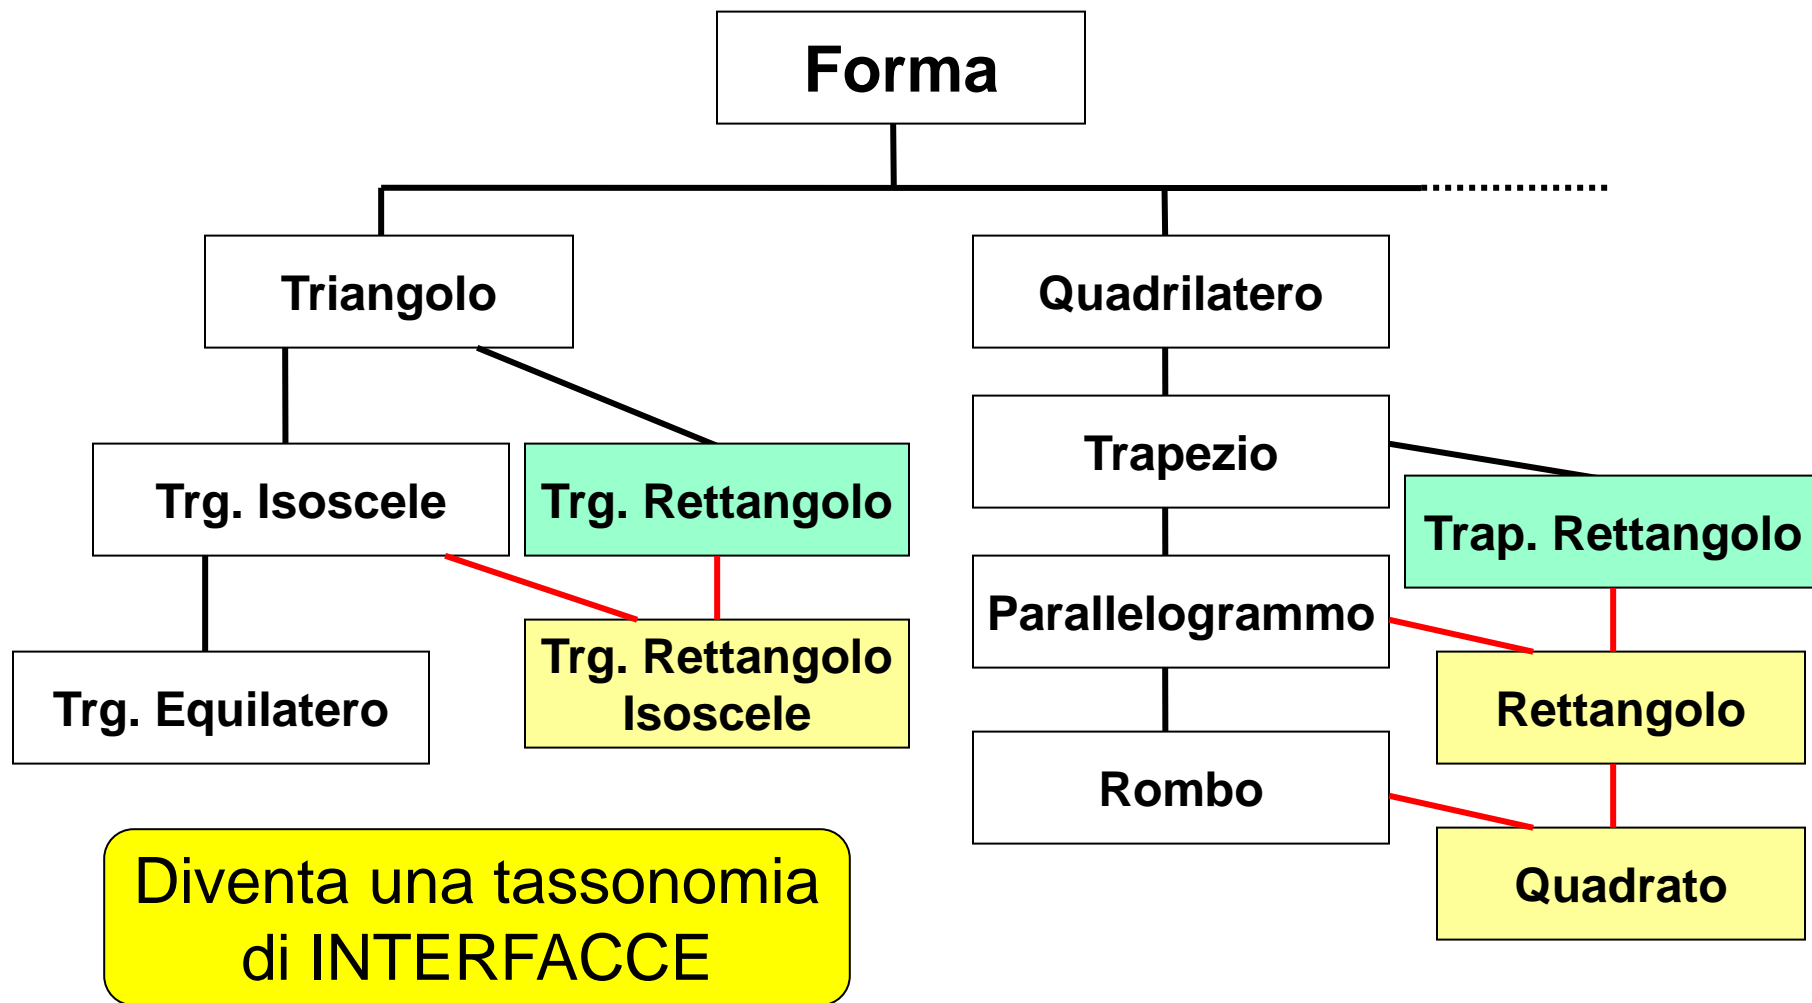 Forma
Triangolo
Quadrilatero
Trapezio
Trg. Isoscele
Trg. Rettangolo
Trap. Rettangolo
Parallelogrammo
Trg. Rettangolo
Isoscele
Trg. Equilatero
Rettangolo
Rombo
Quadrato
Diventa una tassonomia
di INTERFACCE